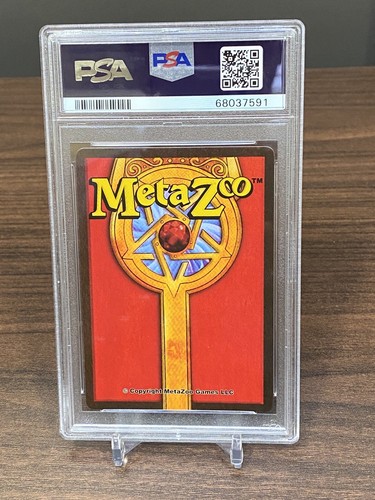 PSA
PSA
68037591
MetaZoo™
© Copyright MetaZoo Games LLC